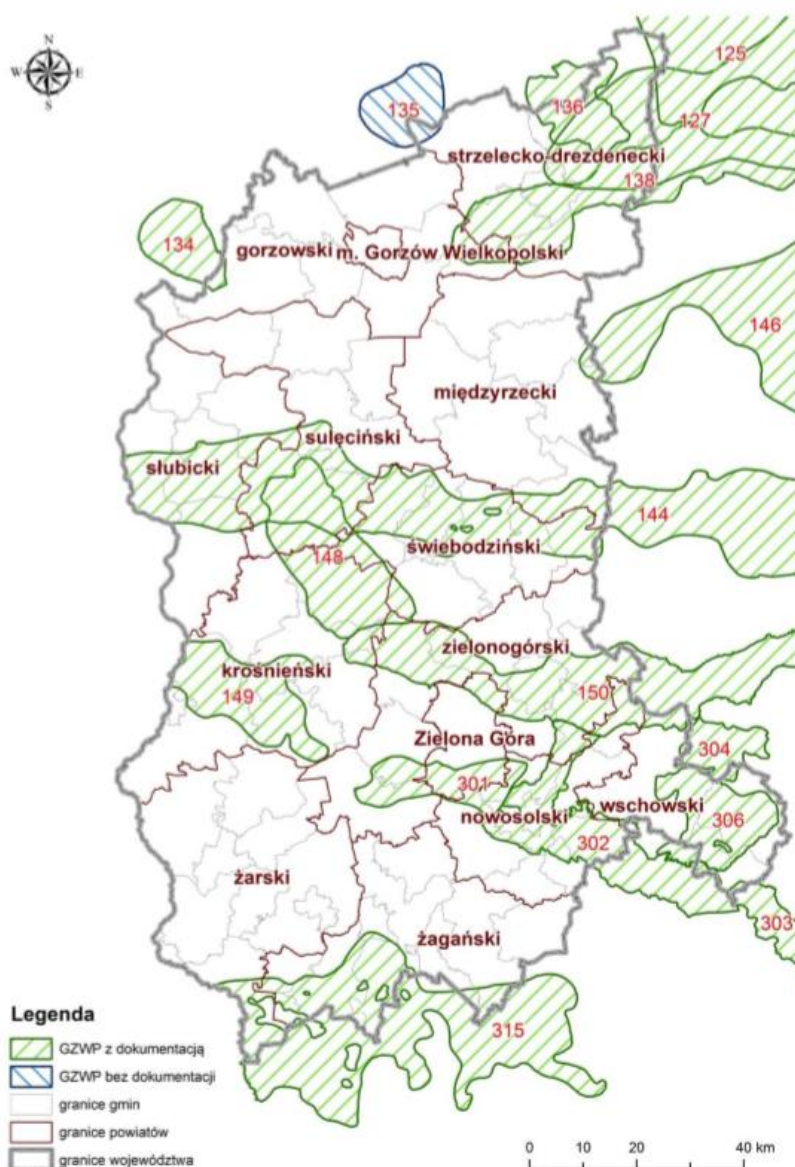 N
W E
S
125
135
136
127
strzelecko-drezdenecki
138
134
gorzowski m. Gorzów Wielkopolski
146
międzyrzecki
sulęciński
słubicki
144
świebodziński
148
zielonogórski
krośnieński
149
150
Zielona Góra
304
301
wschowski
306
nowosolski
302
żarski
303
żagański
Legenda
315
GZWP z dokumentacją
GZWP bez dokumentacji
granice gmin
granice powiatów
granice województwa
0 10 20 40 km